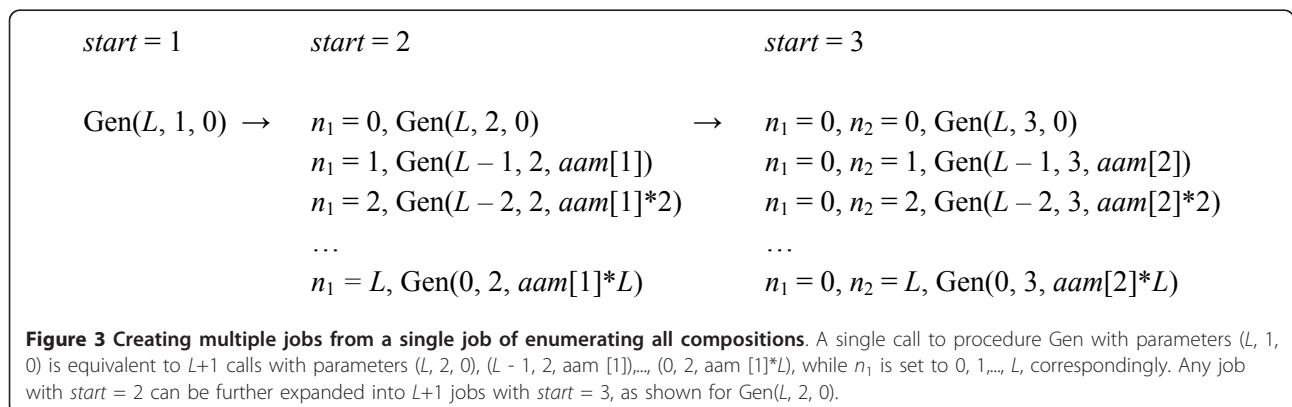 start = 1 start = 2 start = 3
Gen(L, 1, 0) → n₁ = 0, Gen(L, 2, 0) → n₁ = 0, n₂ = 0, Gen(L, 3, 0)
n₁ = 1, Gen(L – 1, 2, aam[1]) n₁ = 0, n₂ = 1, Gen(L – 1, 3, aam[2])
n₁ = 2, Gen(L – 2, 2, aam[1]*2) n₁ = 0, n₂ = 2, Gen(L – 2, 3, aam[2]*2)
… …
n₁ = L, Gen(0, 2, aam[1]*L) n₁ = 0, n₂ = L, Gen(0, 3, aam[2]*L)
Figure 3 Creating multiple jobs from a single job of enumerating all compositions. A single call to procedure Gen with parameters (L, 1,
0) is equivalent to L+1 calls with parameters (L, 2, 0), (L - 1, 2, aam [1]),..., (0, 2, aam [1]*L), while n₁ is set to 0, 1,..., L, correspondingly. Any job
with start = 2 can be further expanded into L+1 jobs with start = 3, as shown for Gen(L, 2, 0).